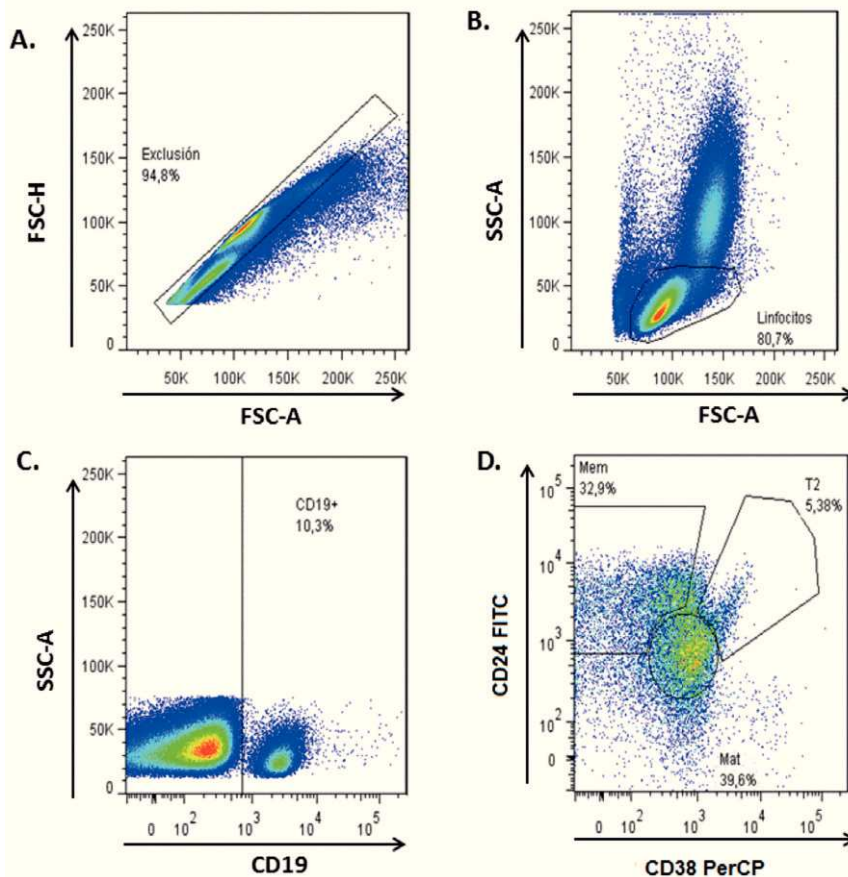 A.
FSC-H
250K
200K
150K
100K
50K
0
Exclusión
94,8%
50K 100K 150K 200K 250K
FSC-A
B.
SSC-A
250K
200K
150K
100K
50K
0
Linfocitos
80,7%
50K 100K 150K 200K 250K
FSC-A
C.
SSC-A
250K
200K
150K
100K
50K
0
CD19+
10,3%
0 10^2 10^3 10^4 10^5
CD19
D.
CD24 FITC
10^5
10^4
10^3
10^2
0
Mem
32,9%
T2
5,38%
Mat
39,6%
0 10^2 10^3 10^4 10^5
CD38 PerCP